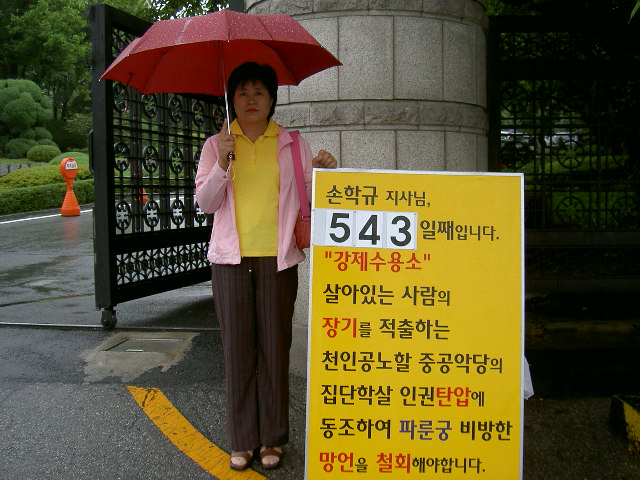 손학규 지사님,
543일째입니다.
"강제수용소"
살아있는 사람의
장기를 적출하는
천인공노할 중공악당의
집단학살 인권탄압에
동조하여 파룬궁 비방한
망언을 철회해야합니다.